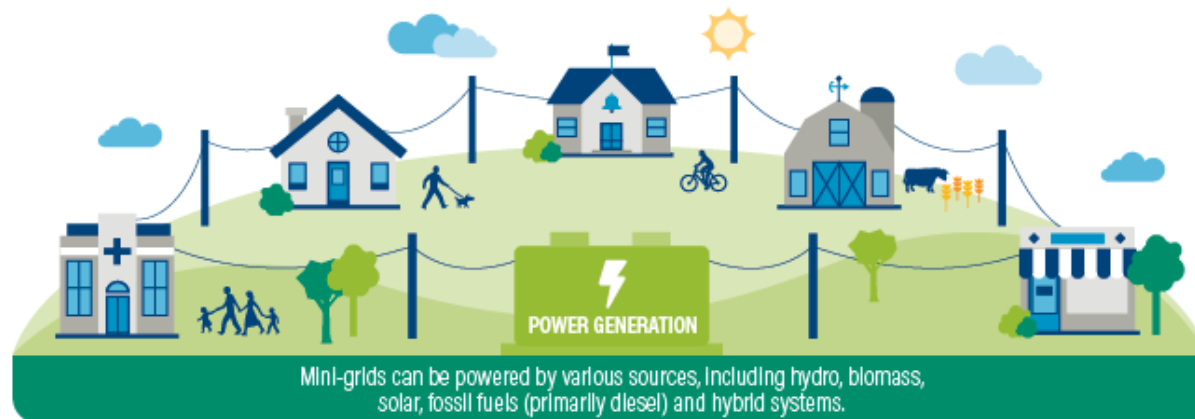 POWER GENERATION
Mini-grids can be powered by various sources, including hydro, biomass,
solar, fossil fuels (primarily diesel) and hybrid systems.